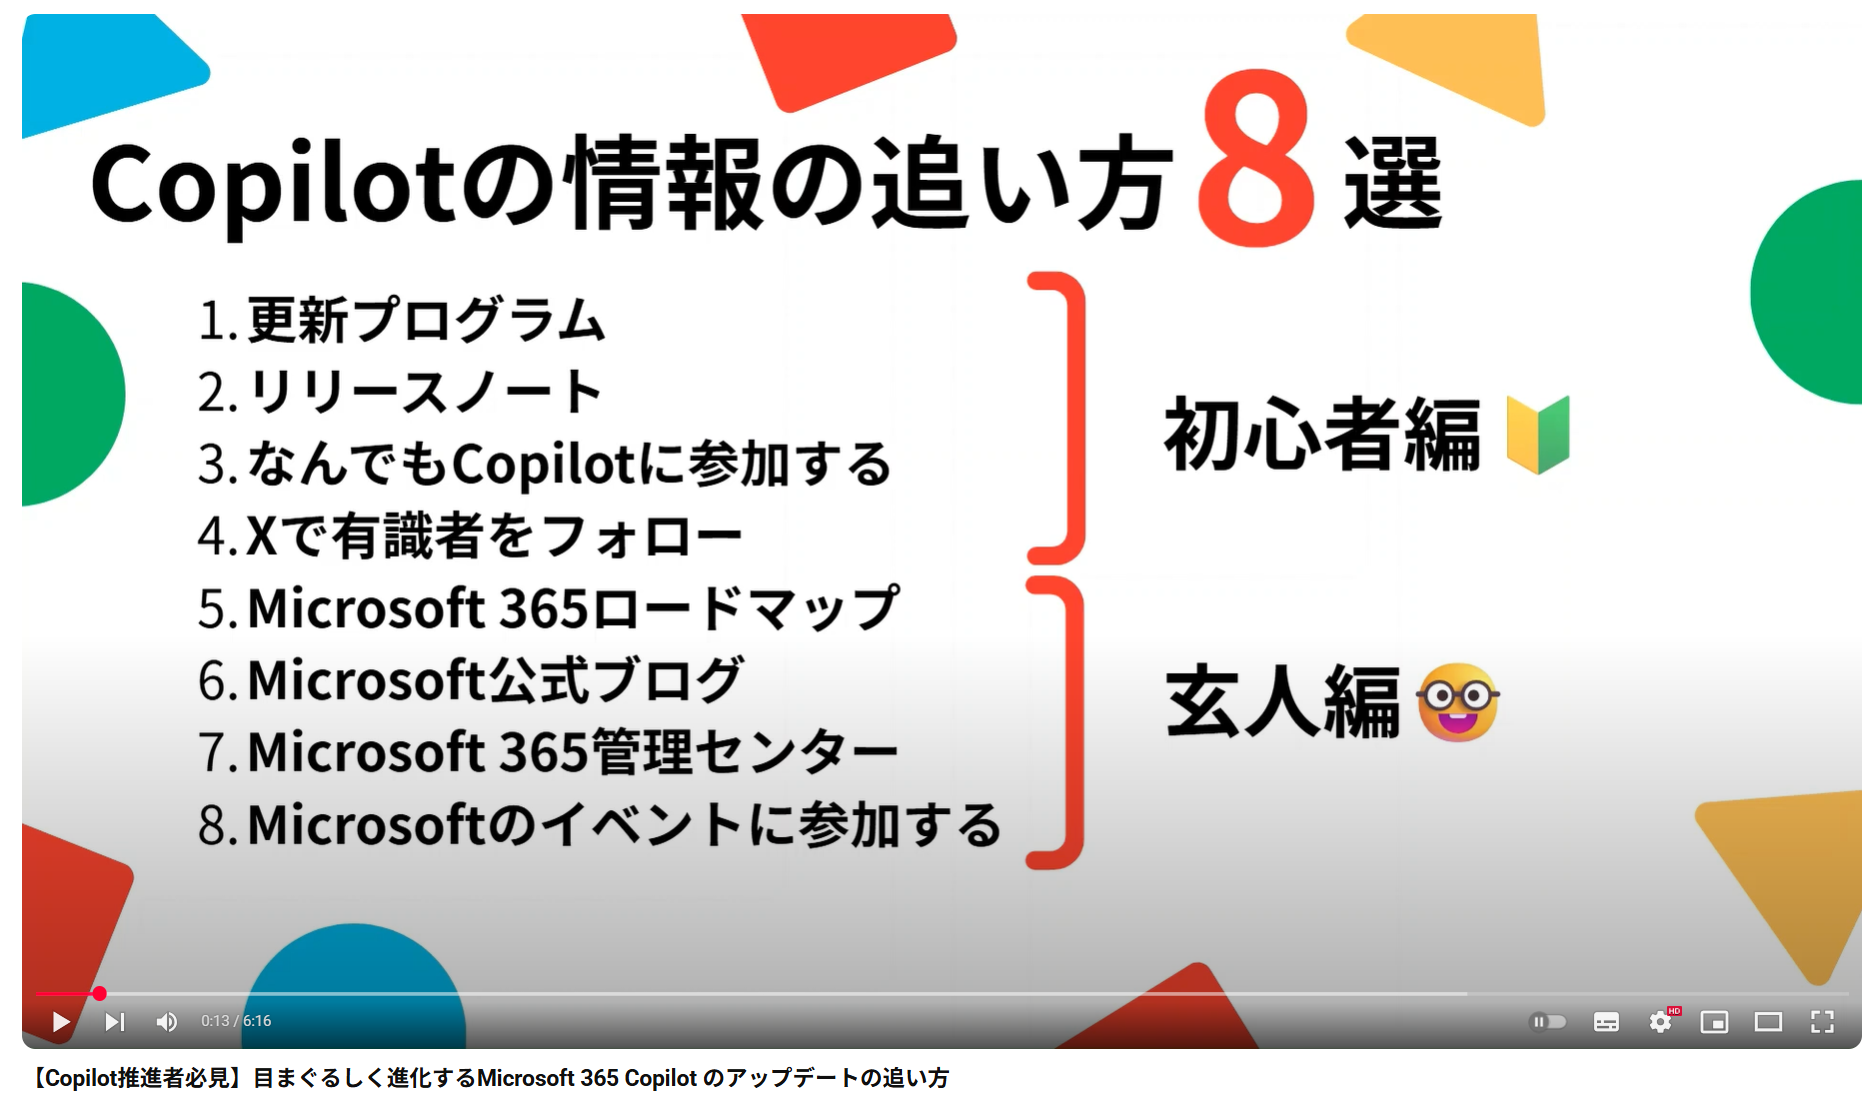 Copilotの情報の追い方8選
1. 更新プログラム
2. リリースノート
3. なんでもCopilotに参加する
4. Xで有識者をフォロー
初心者編
5. Microsoft 365ロードマップ
6. Microsoft公式ブログ
7. Microsoft 365管理センター
8. Microsoftのイベントに参加する
玄人編
0:13 / 6:16
HD
【Copilot推進者必見】目まぐるしく進化するMicrosoft 365 Copilot のアップデートの追い方